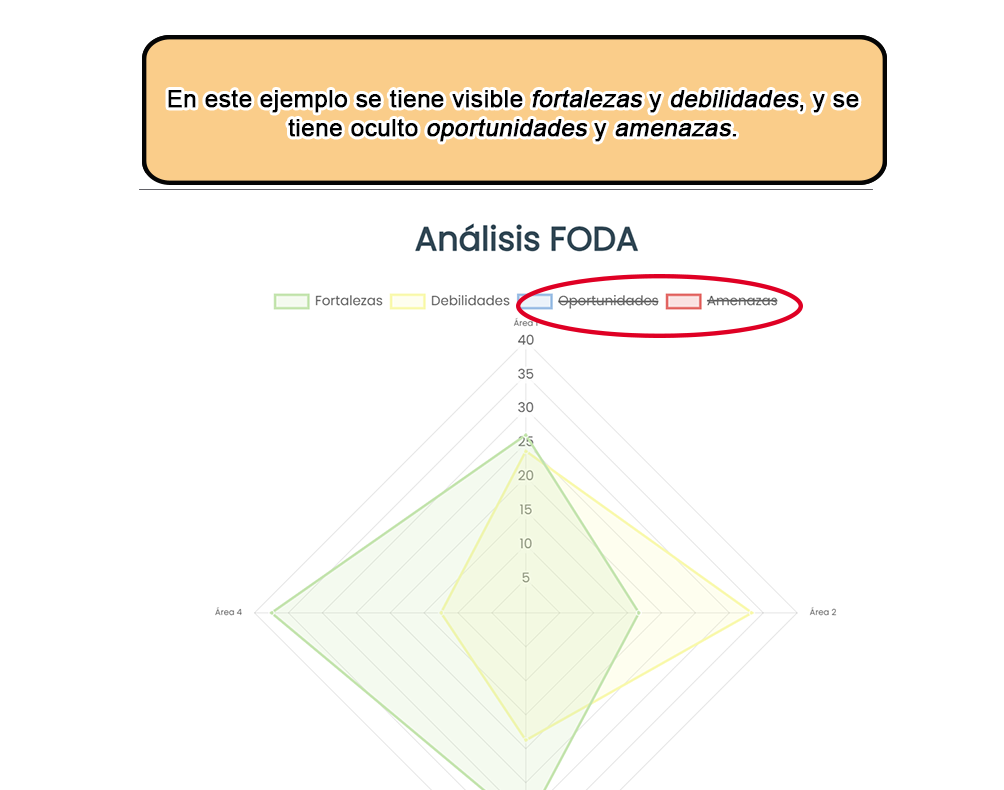 En este ejemplo se tiene visible fortalezas y debilidades, y se
tiene oculto oportunidades y amenazas.
Análisis FODA
Fortalezas Debilidades Oportunidades Amenazas
Área 1
40
35
30
25
20
15
10
5
Área 4 Área 2